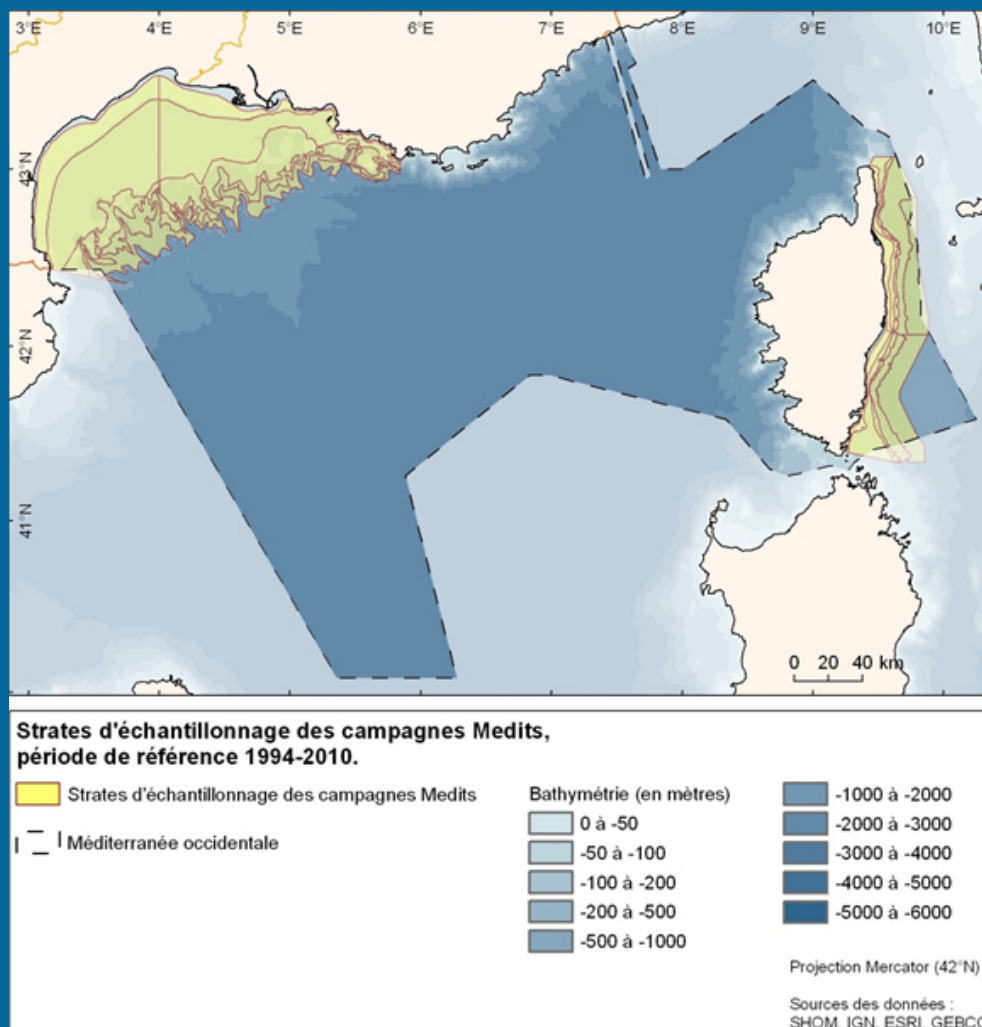 3°E 4°E 5°E 6°E 7°E 8°E 9°E 10°E
43°N
42°N
41°N
0 20 40 km
Strates d'échantillonnage des campagnes Medits,
période de référence 1994-2010.
Strates d'échantillonnage des campagnes Medits
Méditerranée occidentale
Bathymétrie (en mètres)
0 à -50
-50 à -100
-100 à -200
-200 à -500
-500 à -1000
-1000 à -2000
-2000 à -3000
-3000 à -4000
-4000 à -5000
-5000 à -6000
Projection Mercator (42°N)
Sources des données :
SHOM, IGN, ESRI, GEBCO